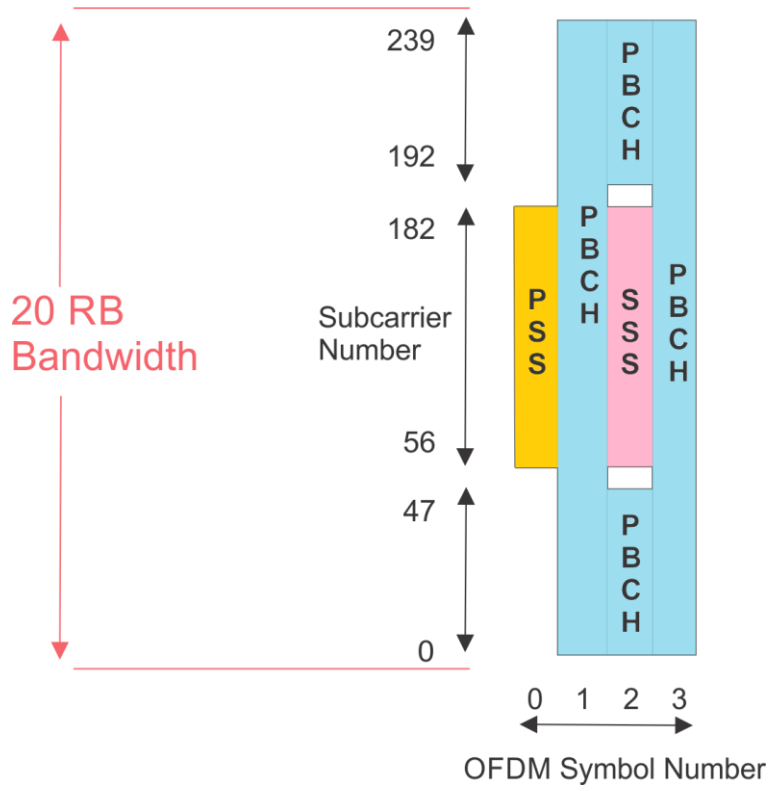 239
192
182
56
47
0
20 RB
Bandwidth
Subcarrier
Number
PSS
PBCH
PBCH
SSS
PBCH
PBCH
0 1 2 3
OFDM Symbol Number